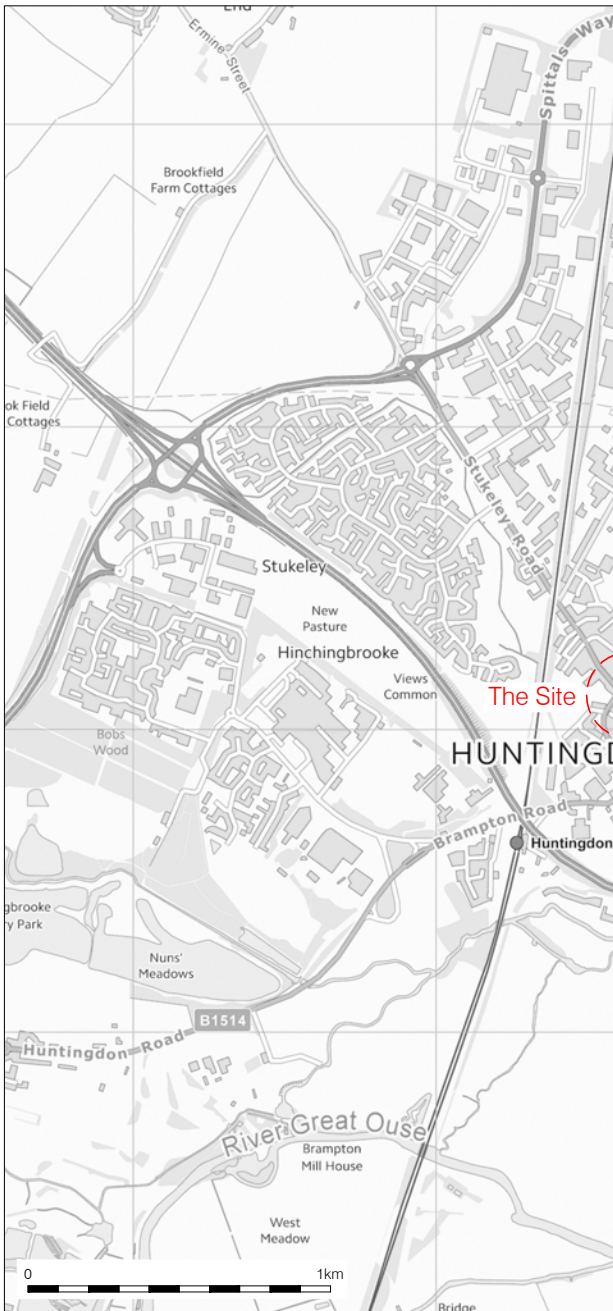 End
Ermine Street
Spittals Way
Brookfield
Farm Cottages
ok Field
Cottages
Stukeley Road
Stukeley
New
Pasture
Hinchingbrooke
Views
Common
The Site
Bobs
Wood
HUNTINGD
Brampton Road
Huntingdon
gbrooke
ry Park
Nuns'
Meadows
B1514
Huntingdon Road
River Great Ouse
Brampton
Mill House
West
Meadow
0 1km
Bridge